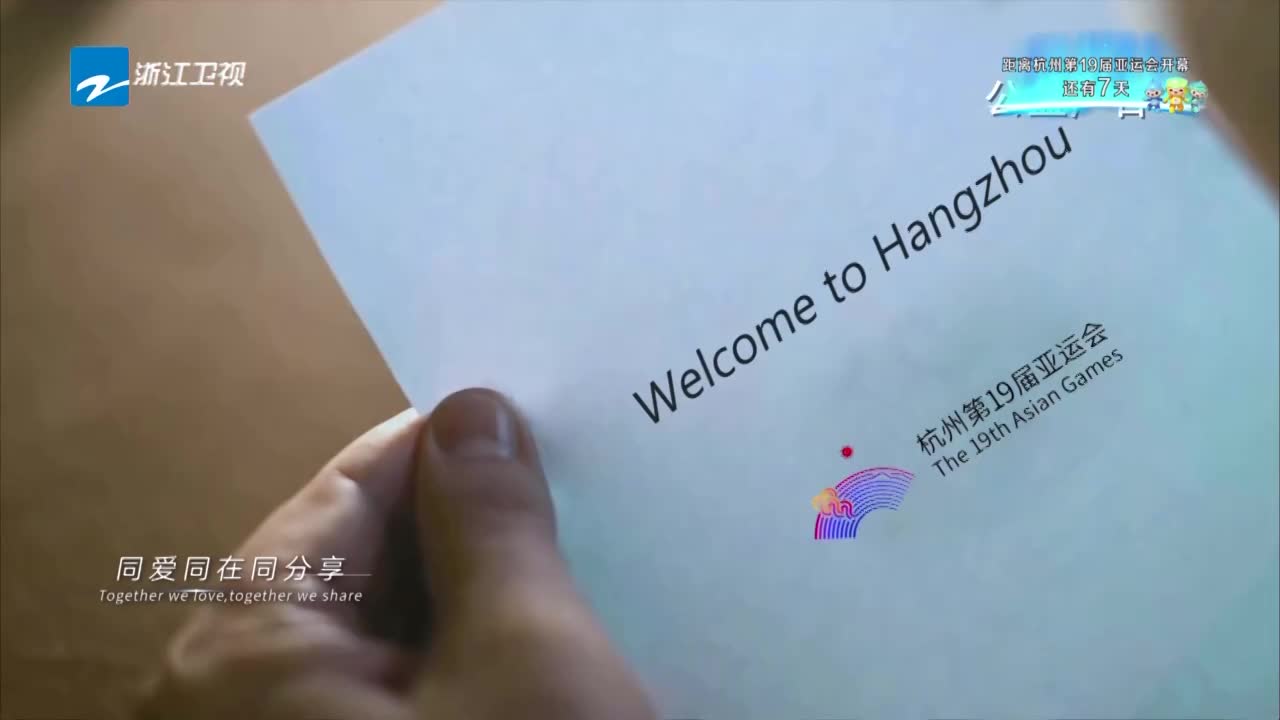 浙江卫视
距离杭州第19届亚运会开幕
还有7天
Welcome to Hangzhou
杭州第19届亚运会
The 19th Asian Games
同爱同在同分享
Together we love,together we share